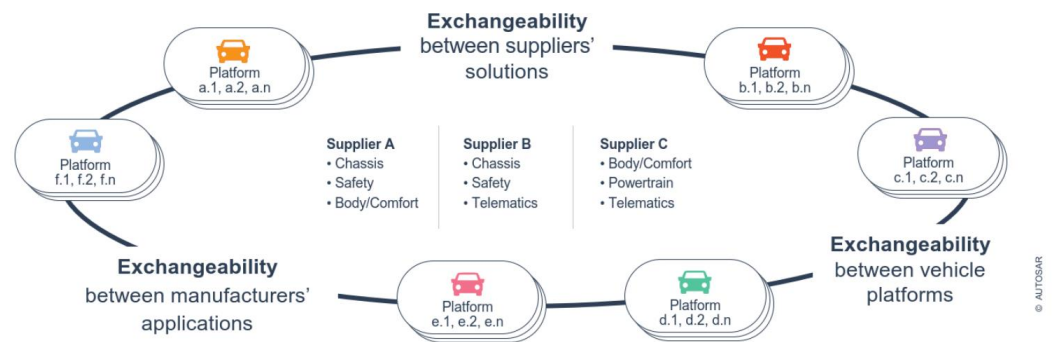 Exchangeability
between suppliers'
solutions
Platform
a.1, a.2, a.n
Platform
b.1, b.2, b.n
Platform
f.1, f.2, f.n
Supplier A
• Chassis
• Safety
• Body/Comfort
Supplier B
• Chassis
• Safety
• Telematics
Supplier C
• Body/Comfort
• Powertrain
• Telematics
Platform
c.1, c.2, c.n
Exchangeability
between manufacturers'
applications
Platform
e.1, e.2, e.n
Platform
d.1, d.2, d.n
Exchangeability
between vehicle
platforms
© AUTOSAR